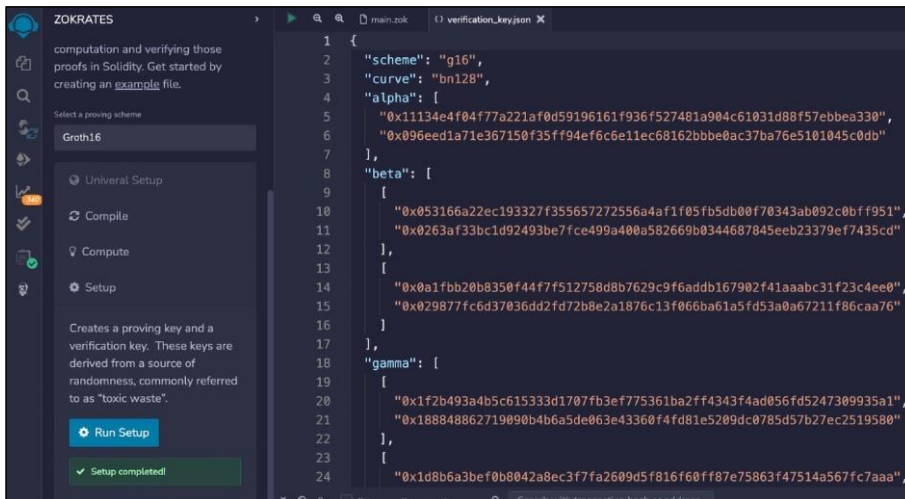 ZOKRATES
computation and verifying those
proofs in Solidity. Get started by
creating an example file.
Select a proving scheme
Groth16
Univeral Setup
Compile
Compute
Setup
Creates a proving key and a
verification key. These keys are
derived from a source of
randomness, commonly referred
to as "toxic waste".
Run Setup
Setup completed!
main.zok
verification_key.json
1 {
2 "scheme": "g16",
3 "curve": "bn128",
4 "alpha": [
5 "0x11134e4f04f77a221af0d59196161f936f527481a904c61031d88f57ebbea330",
6 "0x096eed1a71e367150f35ff94ef6c6e11ec68162bbbe0ac37ba76e5101045c0db"
7 ],
8 "beta": [
9 [
10 "0x053166a22ec193327f355657272556a4af1f05fb5db00f70343ab092c0bff951",
11 "0x0263af33bc1d92493be7fce499a400a582669b0344687845eeb23379ef7435cd"
12 ],
13 [
14 "0x0a1fbb20b8350f44f7f512758d8b7629c9f6addb167902f41aaabc31f23c4ee0",
15 "0x029877fc6d37036dd2fd72b8e2a1876c13f066ba61a5fd53a0a67211f86caa76"
16 ]
17 ],
18 "gamma": [
19 [
20 "0x1f2b493a4b5c615333d1707fb3ef775361ba2ff4343f4ad056fd5247309935a1",
21 "0x188848862719090b4b6a5de063e43360f4fd81e5209dc0785d57b27ec2519580"
22 ],
23 [
24 "0x1d8b6a3bef0b8042a8ec3f7fa2609d5f816f60ff87e75863f47514a567fc7aaa",